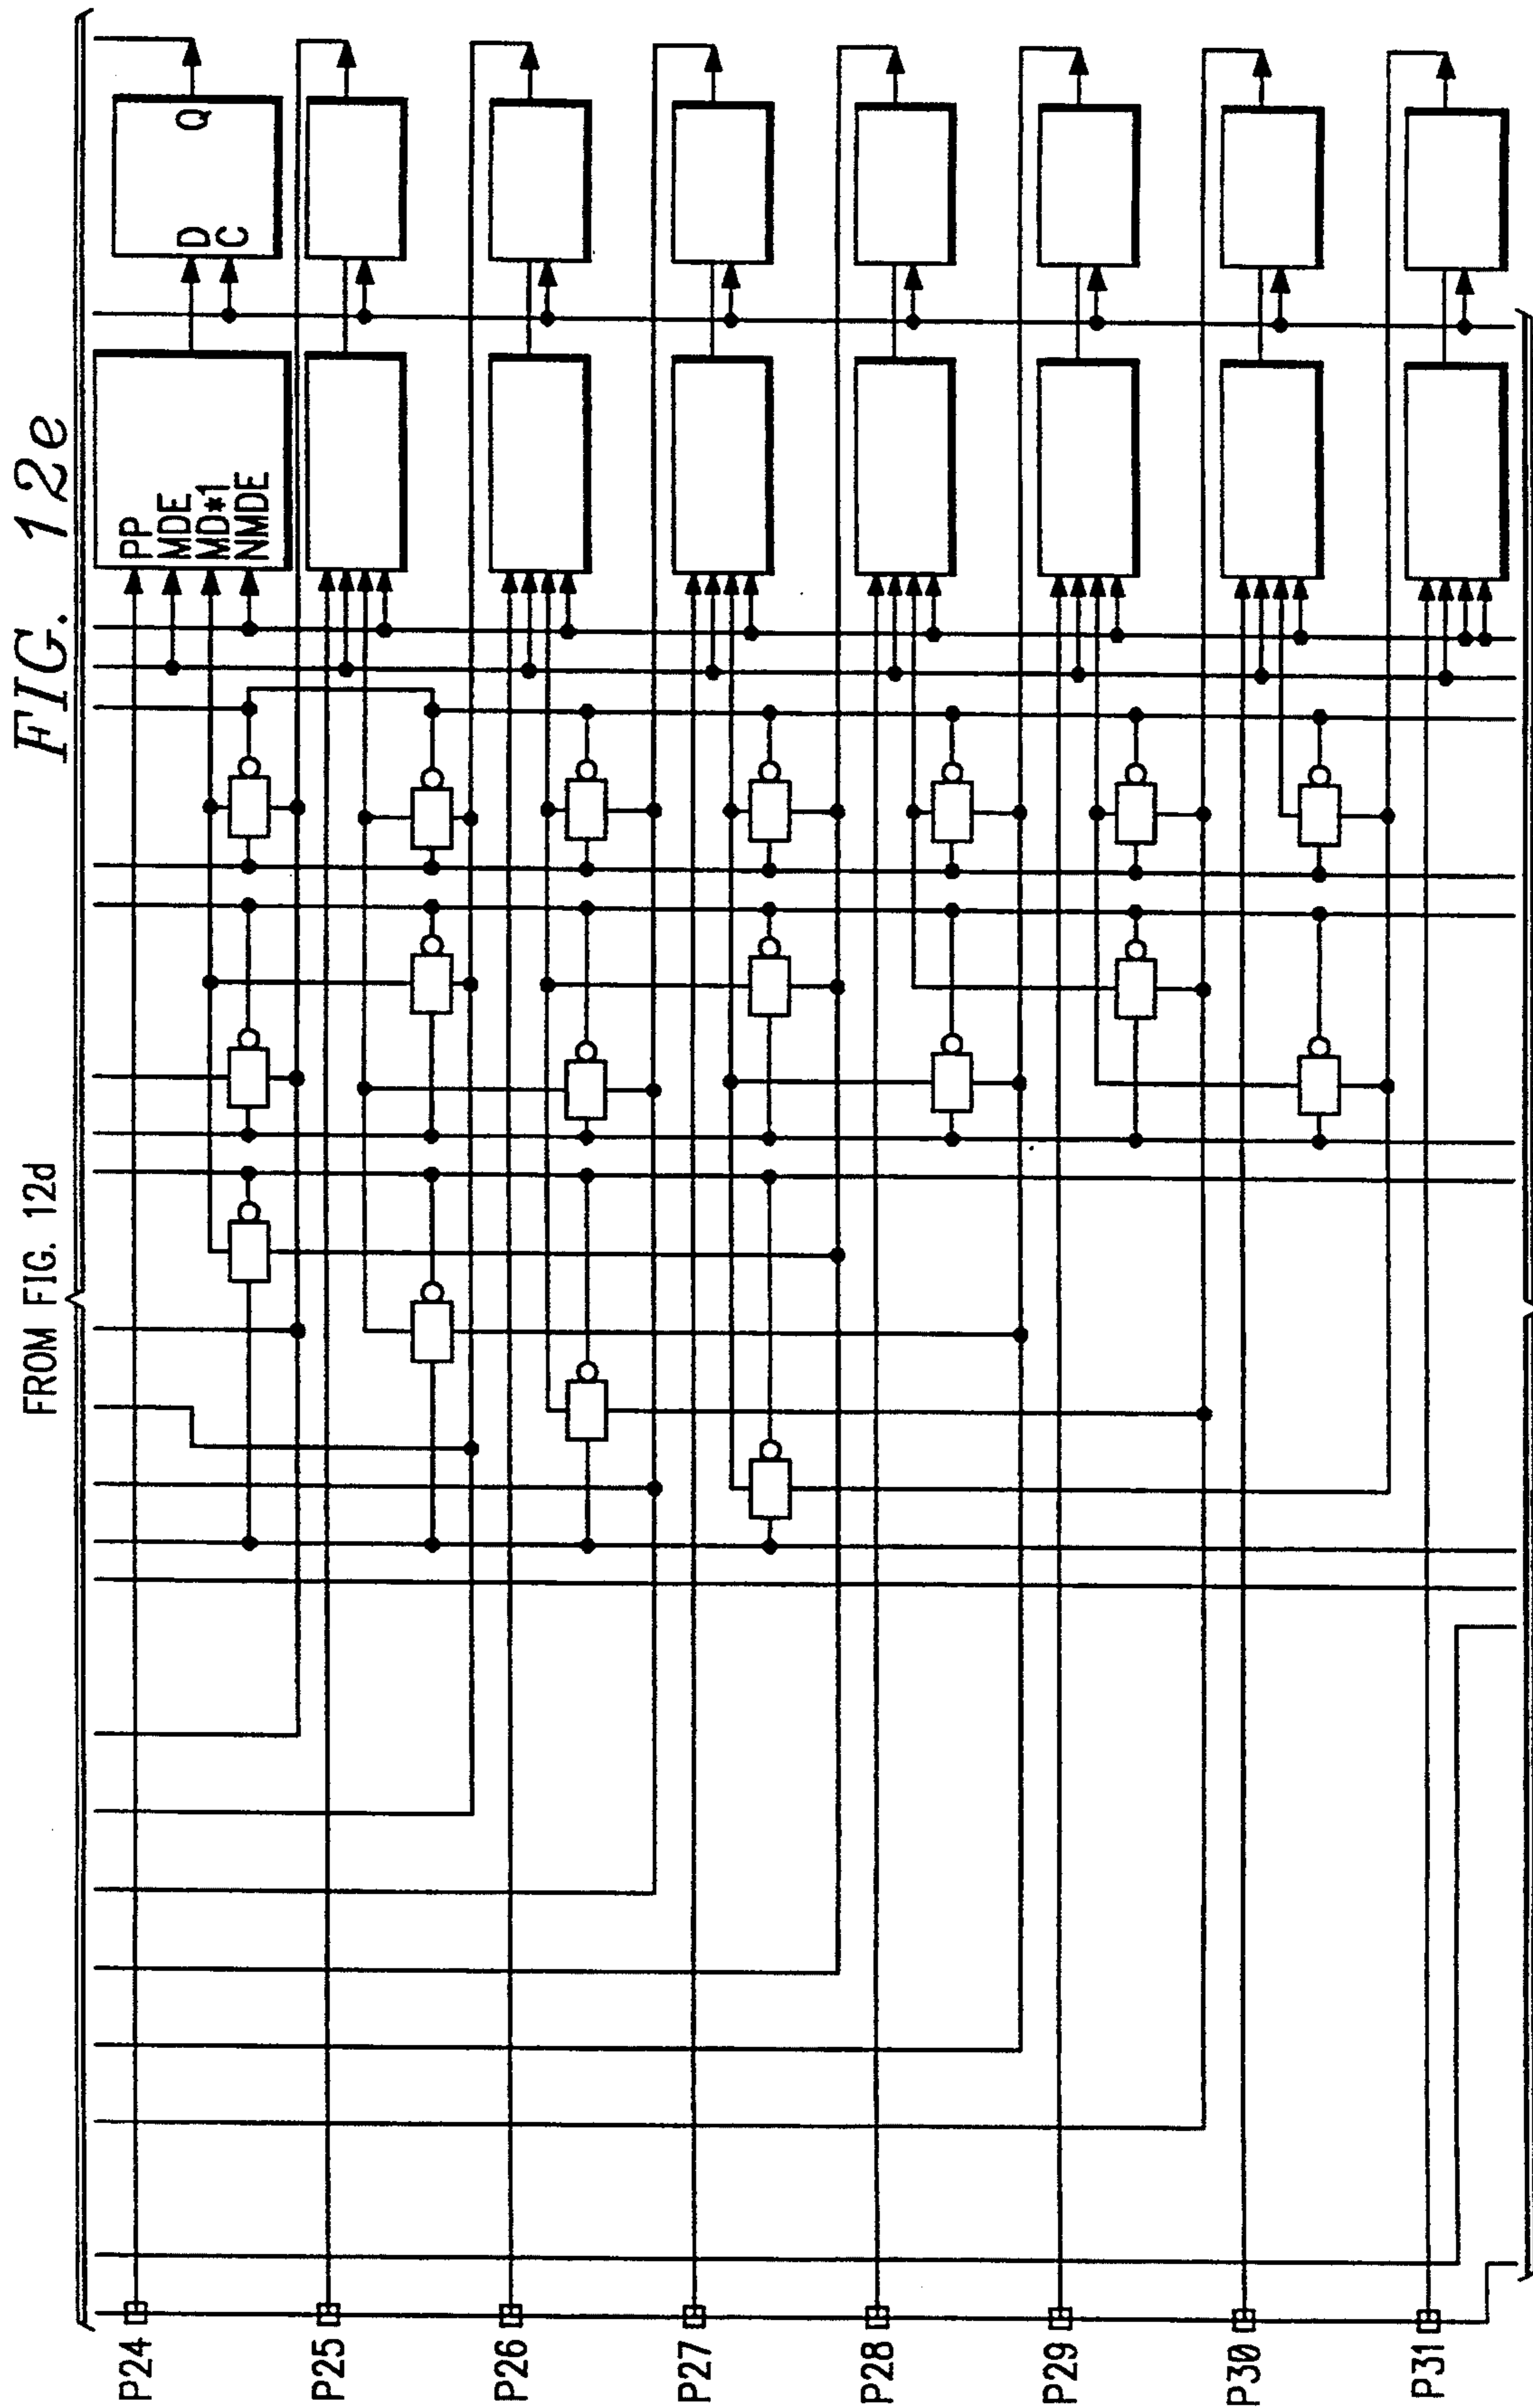 FIG. 12e
FROM FIG. 12d
PP
MDE
MD*1
NMDE
D
C
Q
P24
P25
P26
P27
P28
P29
P30
P31